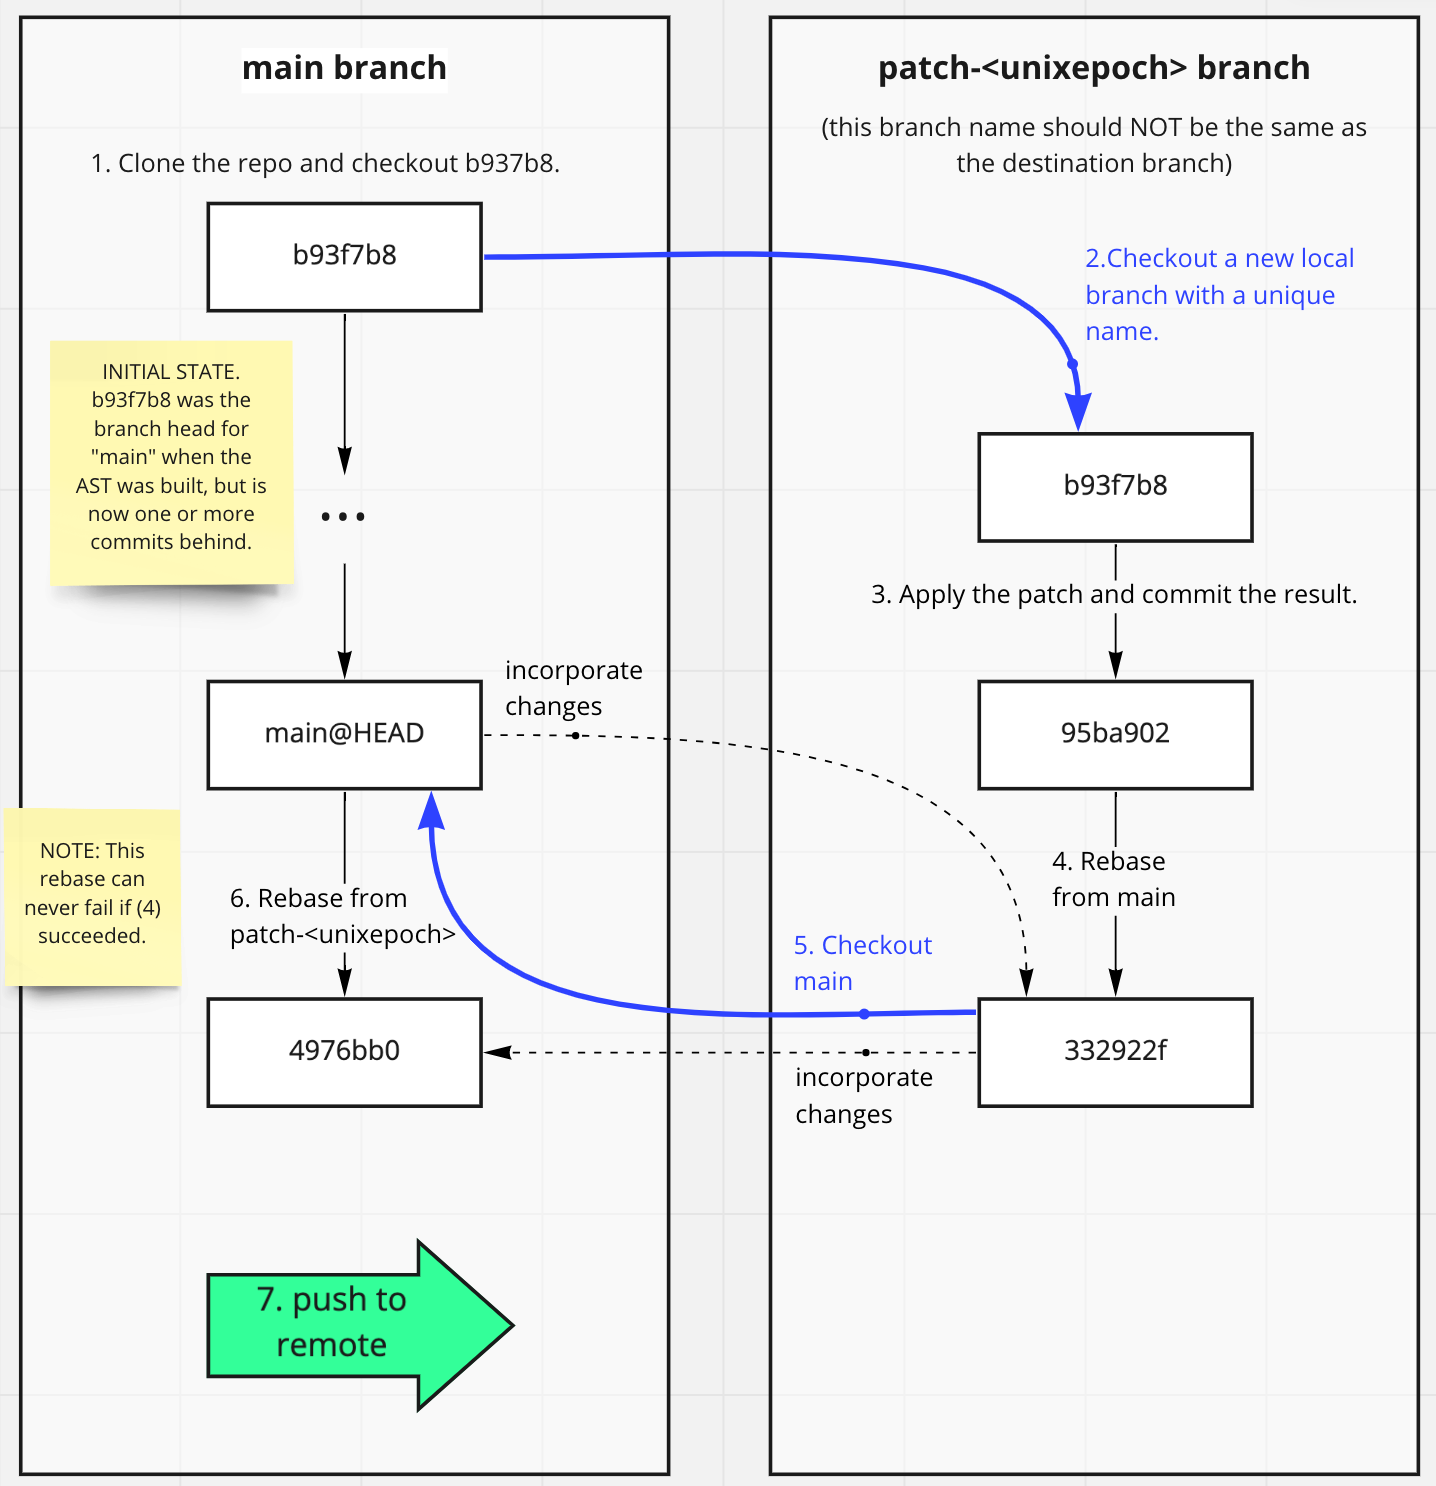 main branch
1. Clone the repo and checkout b937b8.
b93f7b8
INITIAL STATE.
b93f7b8 was the
branch head for
"main" when the
AST was built, but is
now one or more
commits behind.
...
main@HEAD
incorporate
changes
NOTE: This
rebase can
never fail if (4)
succeeded.
6. Rebase from
patch-<unixepoch>
4976bb0
7. push to
remote
patch-<unixepoch> branch
(this branch name should NOT be the same as
the destination branch)
2.Checkout a new local
branch with a unique
name.
b93f7b8
3. Apply the patch and commit the result.
95ba902
4. Rebase
from main
5. Checkout
main
332922f
incorporate
changes